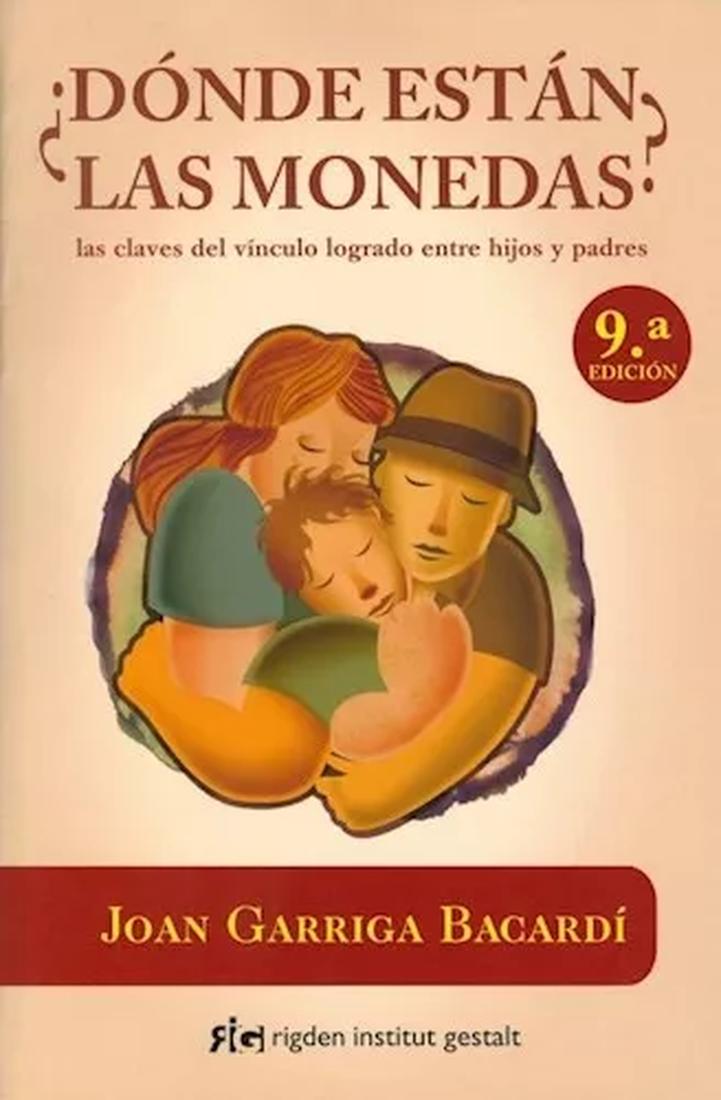 ¿DÓNDE ESTÁN
LAS MONEDAS?
las claves del vínculo logrado entre hijos y padres
9.ª
EDICIÓN
JOAN GARRIGA BACARDÍ
RIG rigden institut gestalt